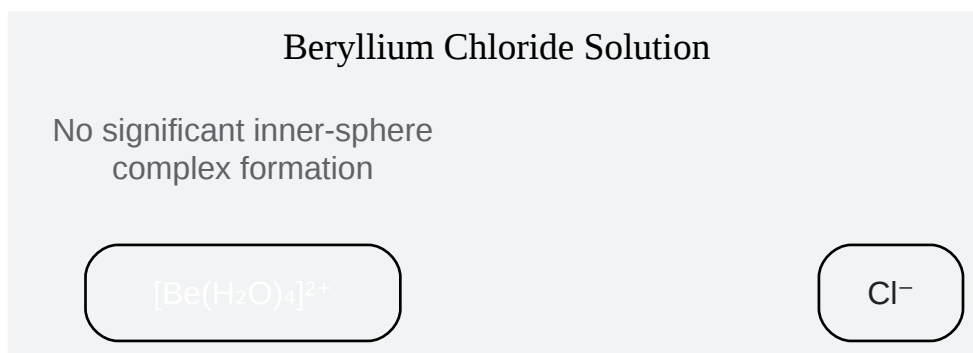 Beryllium Chloride Solution
No significant inner-sphere
complex formation
[Be(H₂O)₄]²⁺
Cl⁻